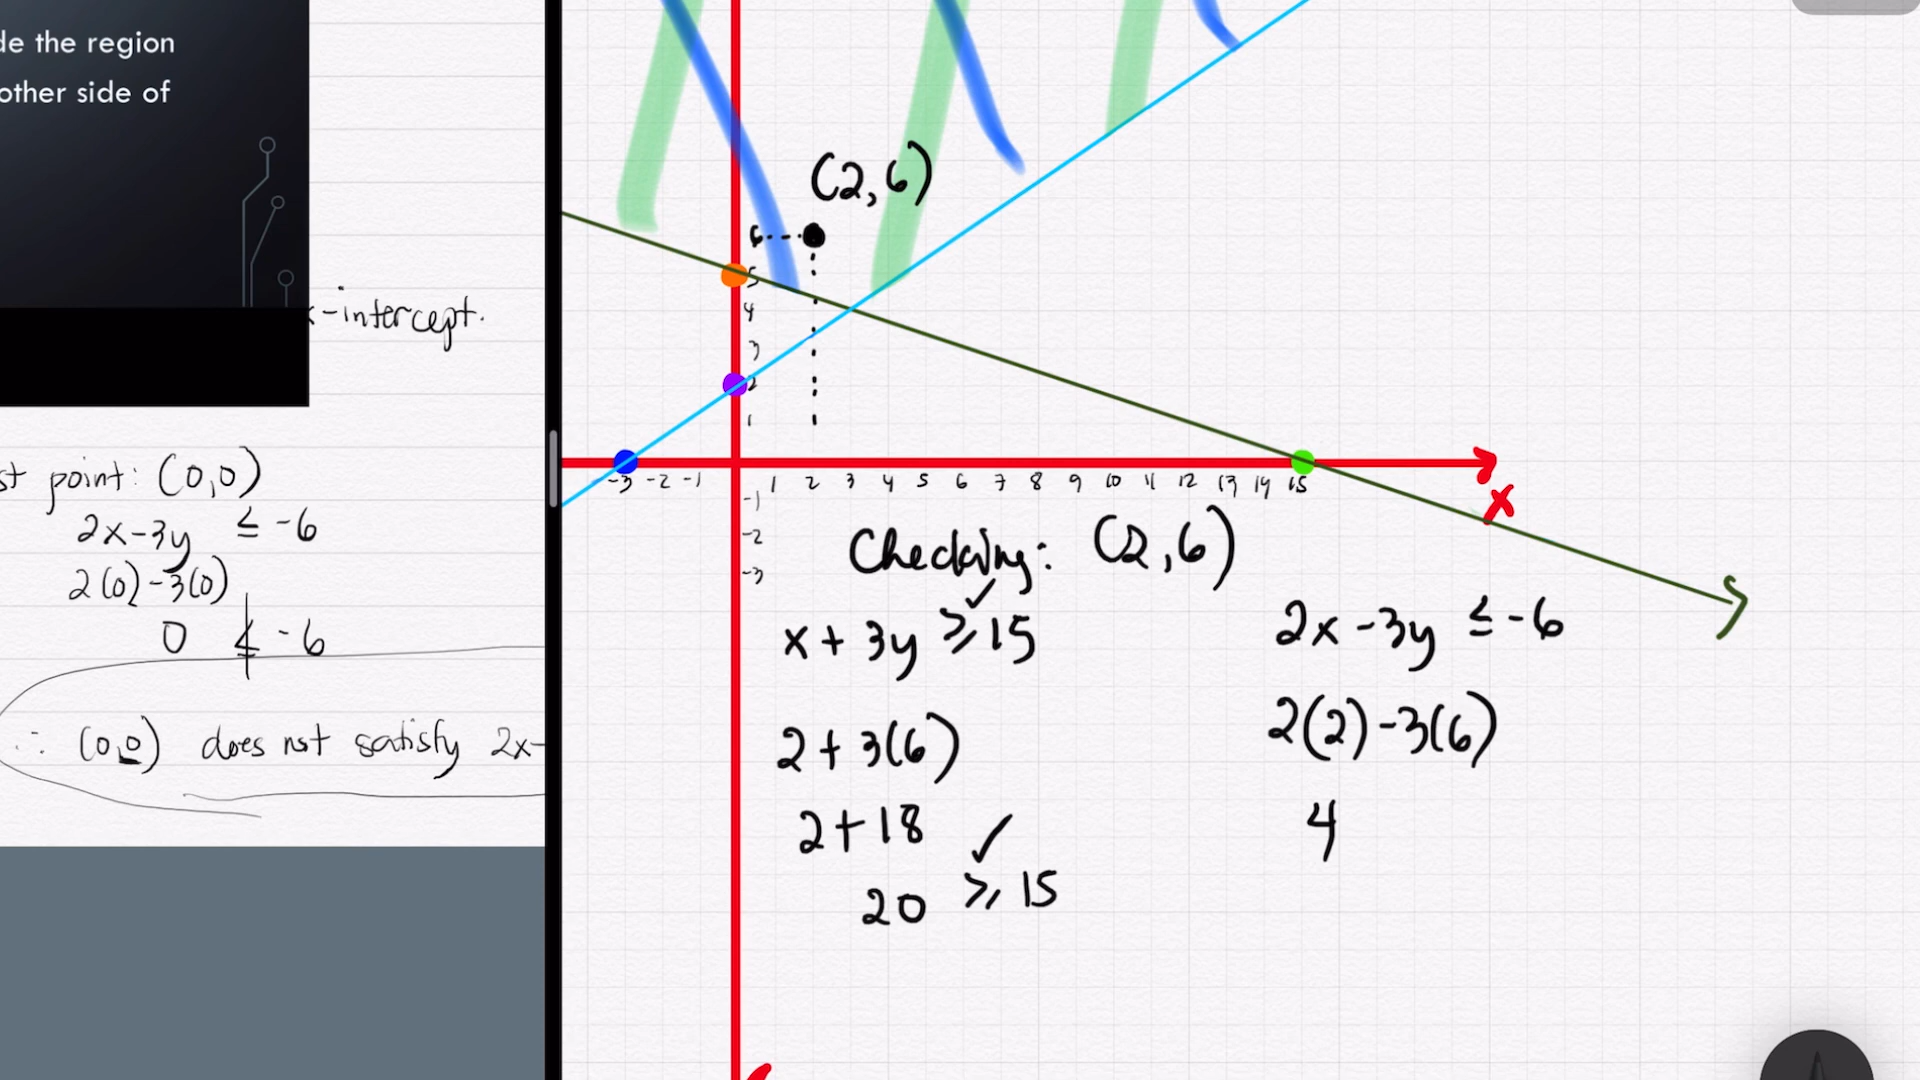 de the region
other side of
x-intercept.
st point: (0,0)
2x-3y ≤ -6
2(0)-3(0)
0 ≰ -6
∴ (0,0) does not satisfy 2x-
(2,6)
6
5
4
3
2
1
-3 -2 -1 1 2 3 4 5 6 7 8 9 10 11 12 13 14 15
x
-1
-2
-3
Checking: (2,6)
x + 3y ≥ 15 ✓
2 + 3(6)
2 + 18 ✓
20 ≥ 15
2x - 3y ≤ -6
2(2) - 3(6)
4